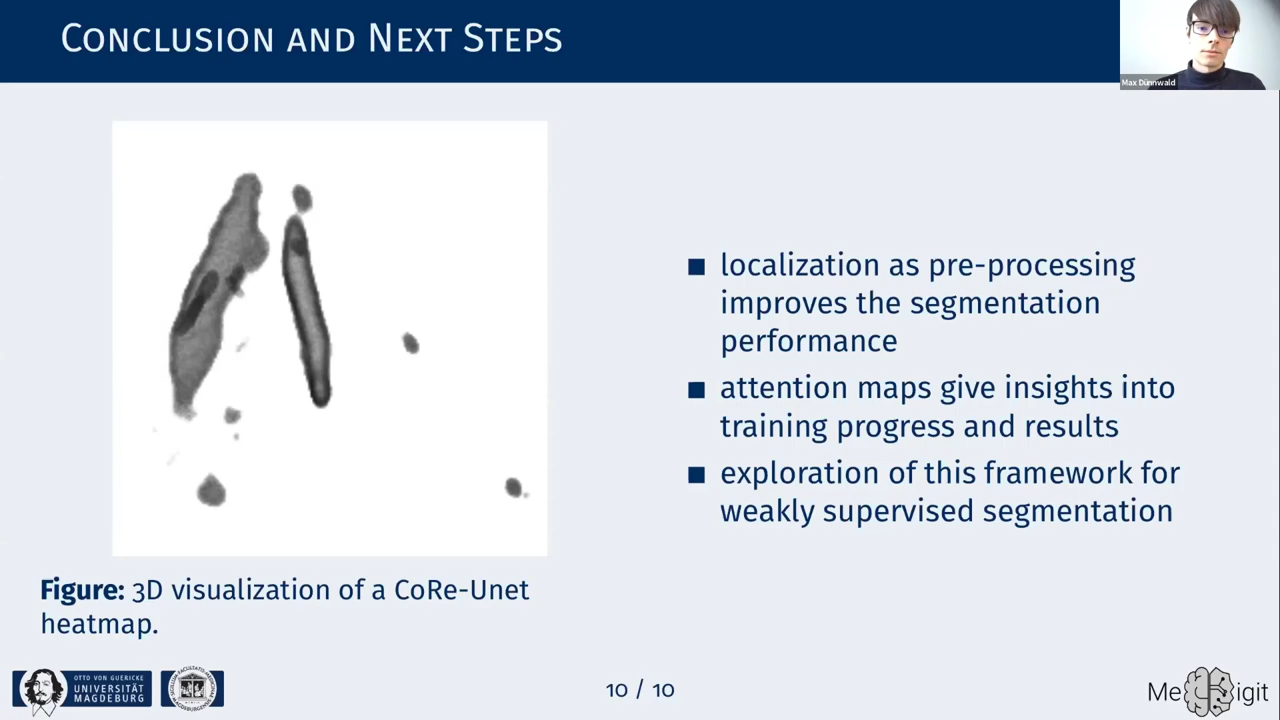 Conclusion and Next Steps
Max Dünnwald
localization as pre-processing
improves the segmentation
performance
attention maps give insights into
training progress and results
exploration of this framework for
weakly supervised segmentation
Figure: 3D visualization of a CoRe-Unet
heatmap.
OTTO VON GUERICKE
UNIVERSITÄT
MAGDEBURG
10 / 10
MeDigit